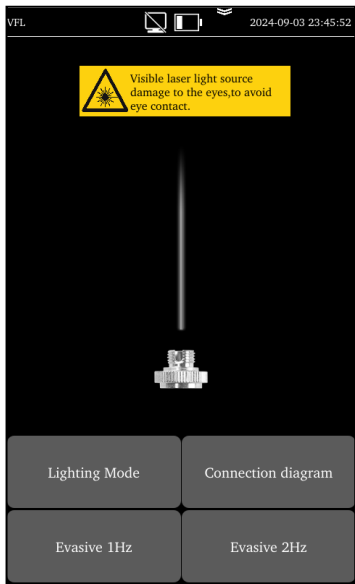 VFL
2024-09-03 23:45:52
Visible laser light source
damage to the eyes,to avoid
eye contact.
Lighting Mode
Connection diagram
Evasive 1Hz
Evasive 2Hz